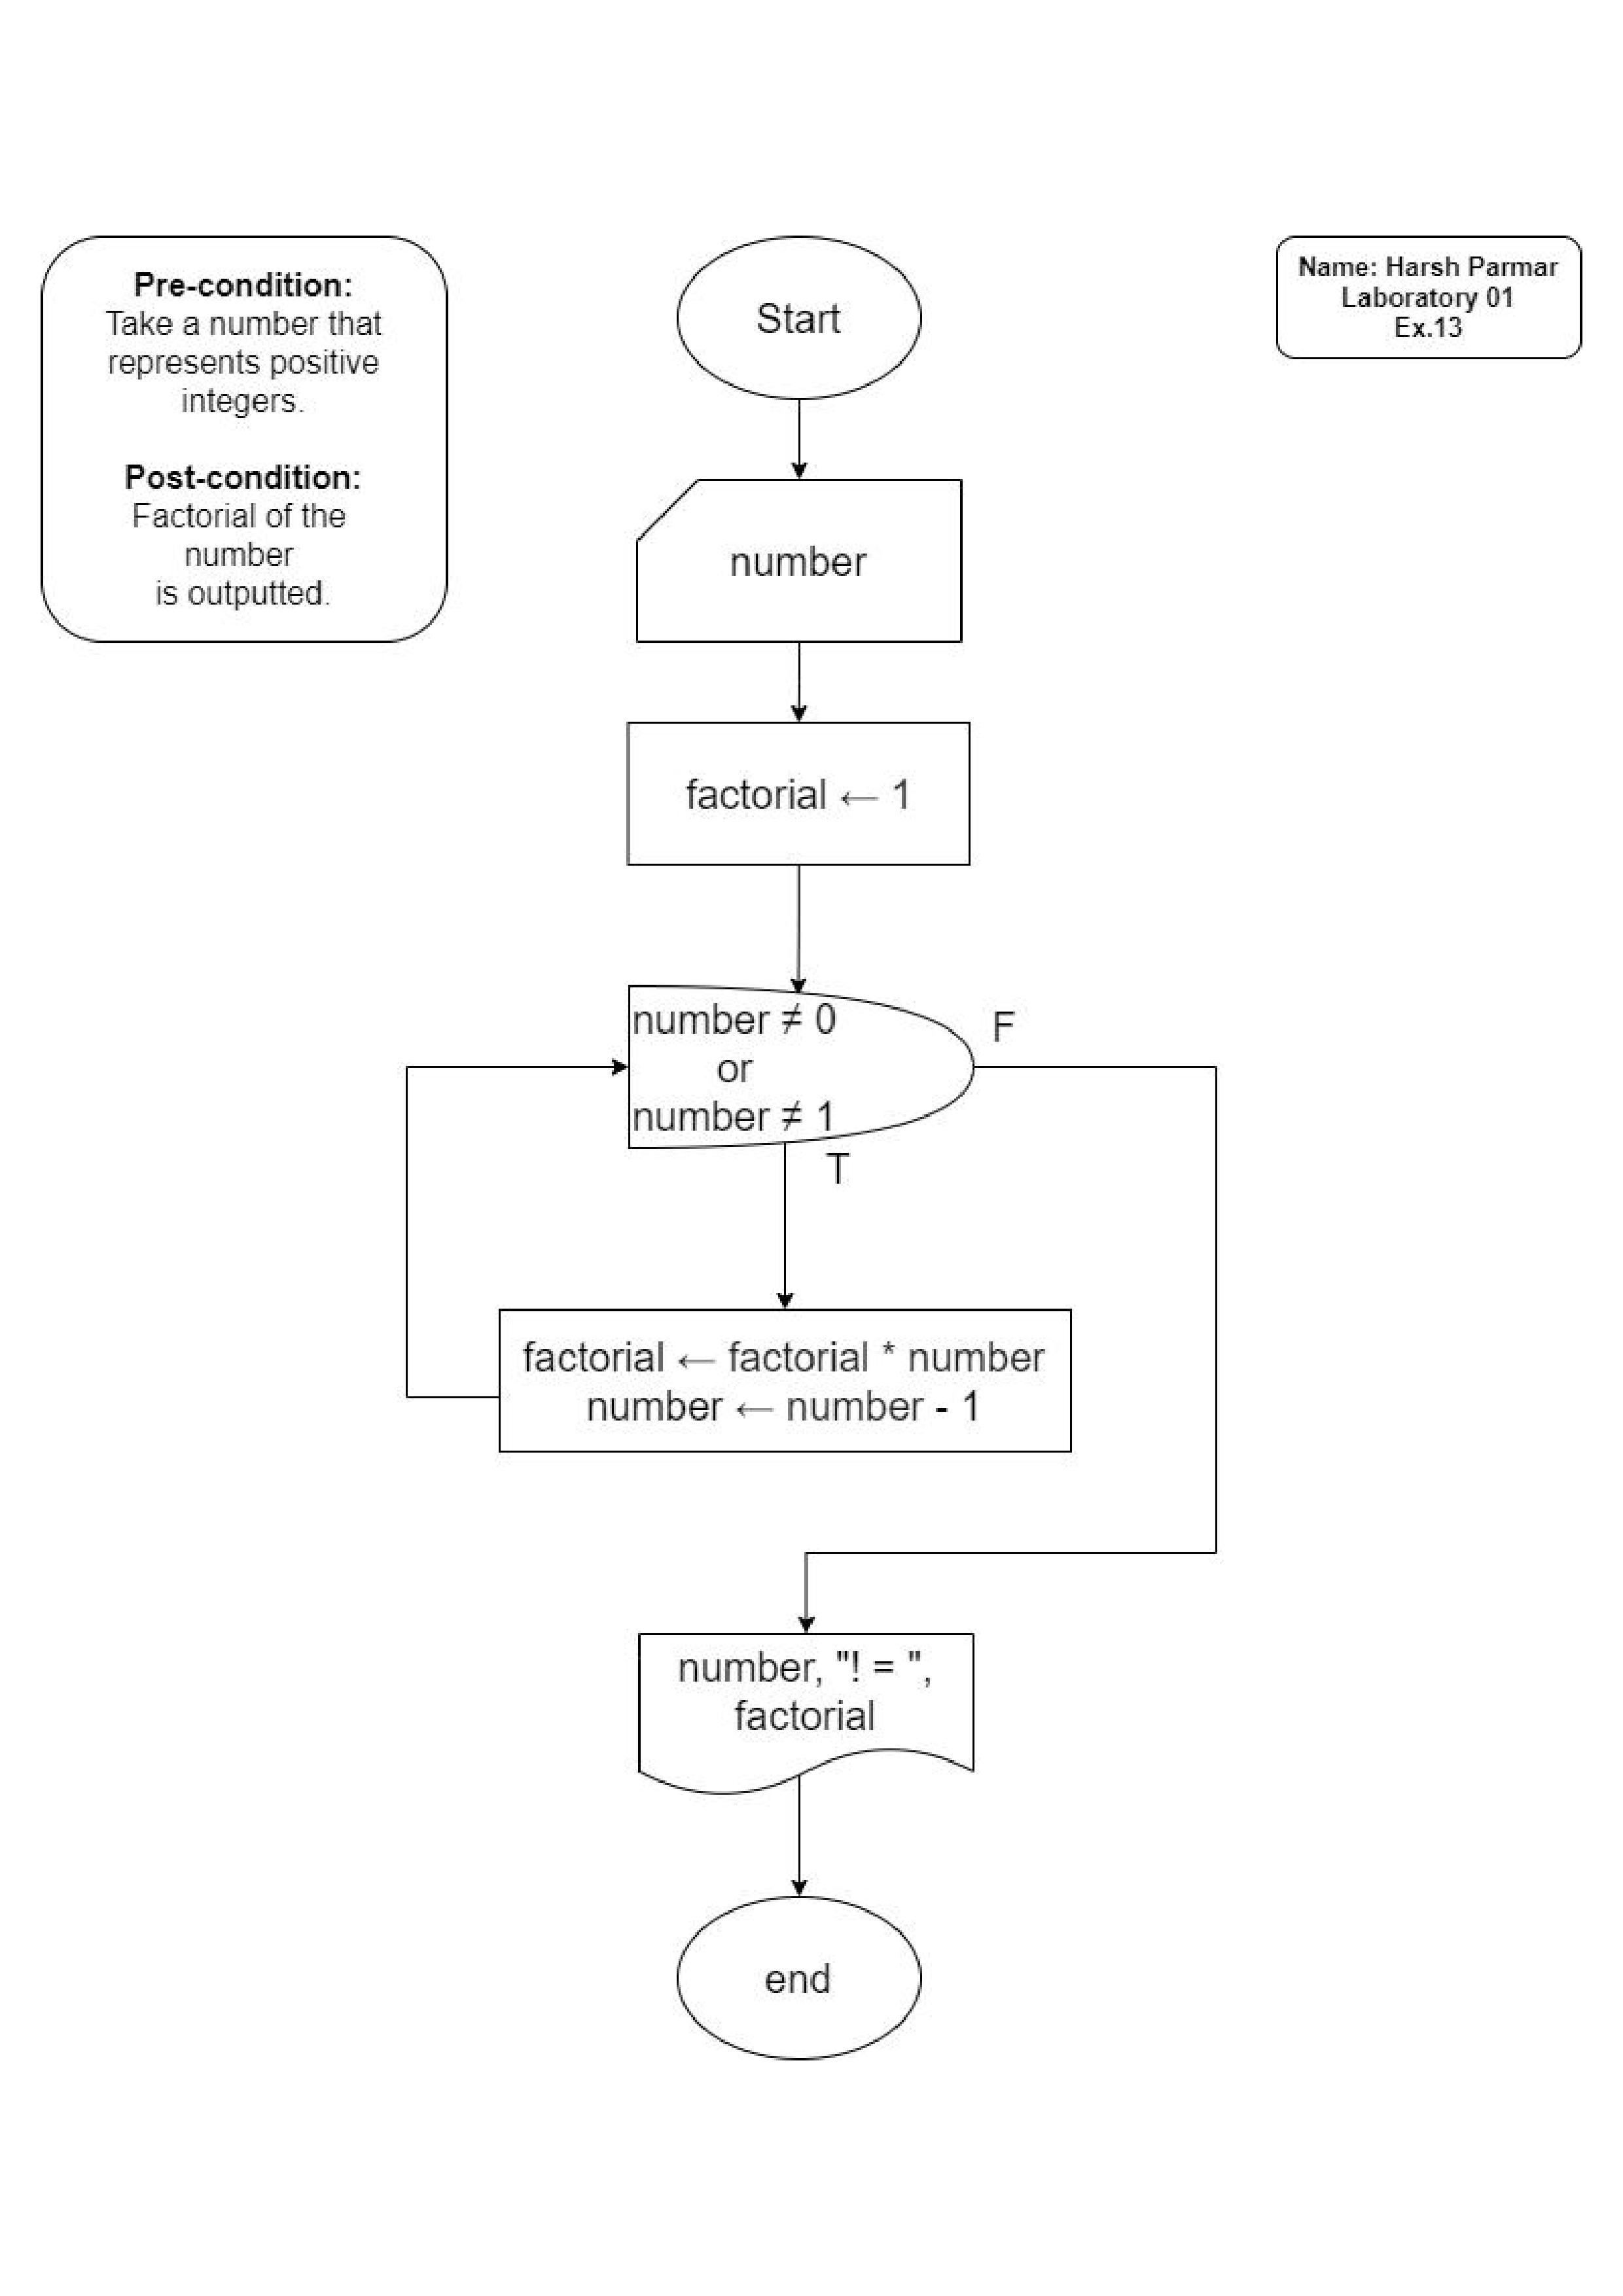 Pre-condition:
Take a number that
represents positive
integers.
Post-condition:
Factorial of the
number
is outputted.
Name: Harsh Parmar
Laboratory 01
Ex.13
Start
number
factorial ← 1
number ≠ 0
or
number ≠ 1
F
T
factorial ← factorial * number
number ← number - 1
number, "! = ",
factorial
end